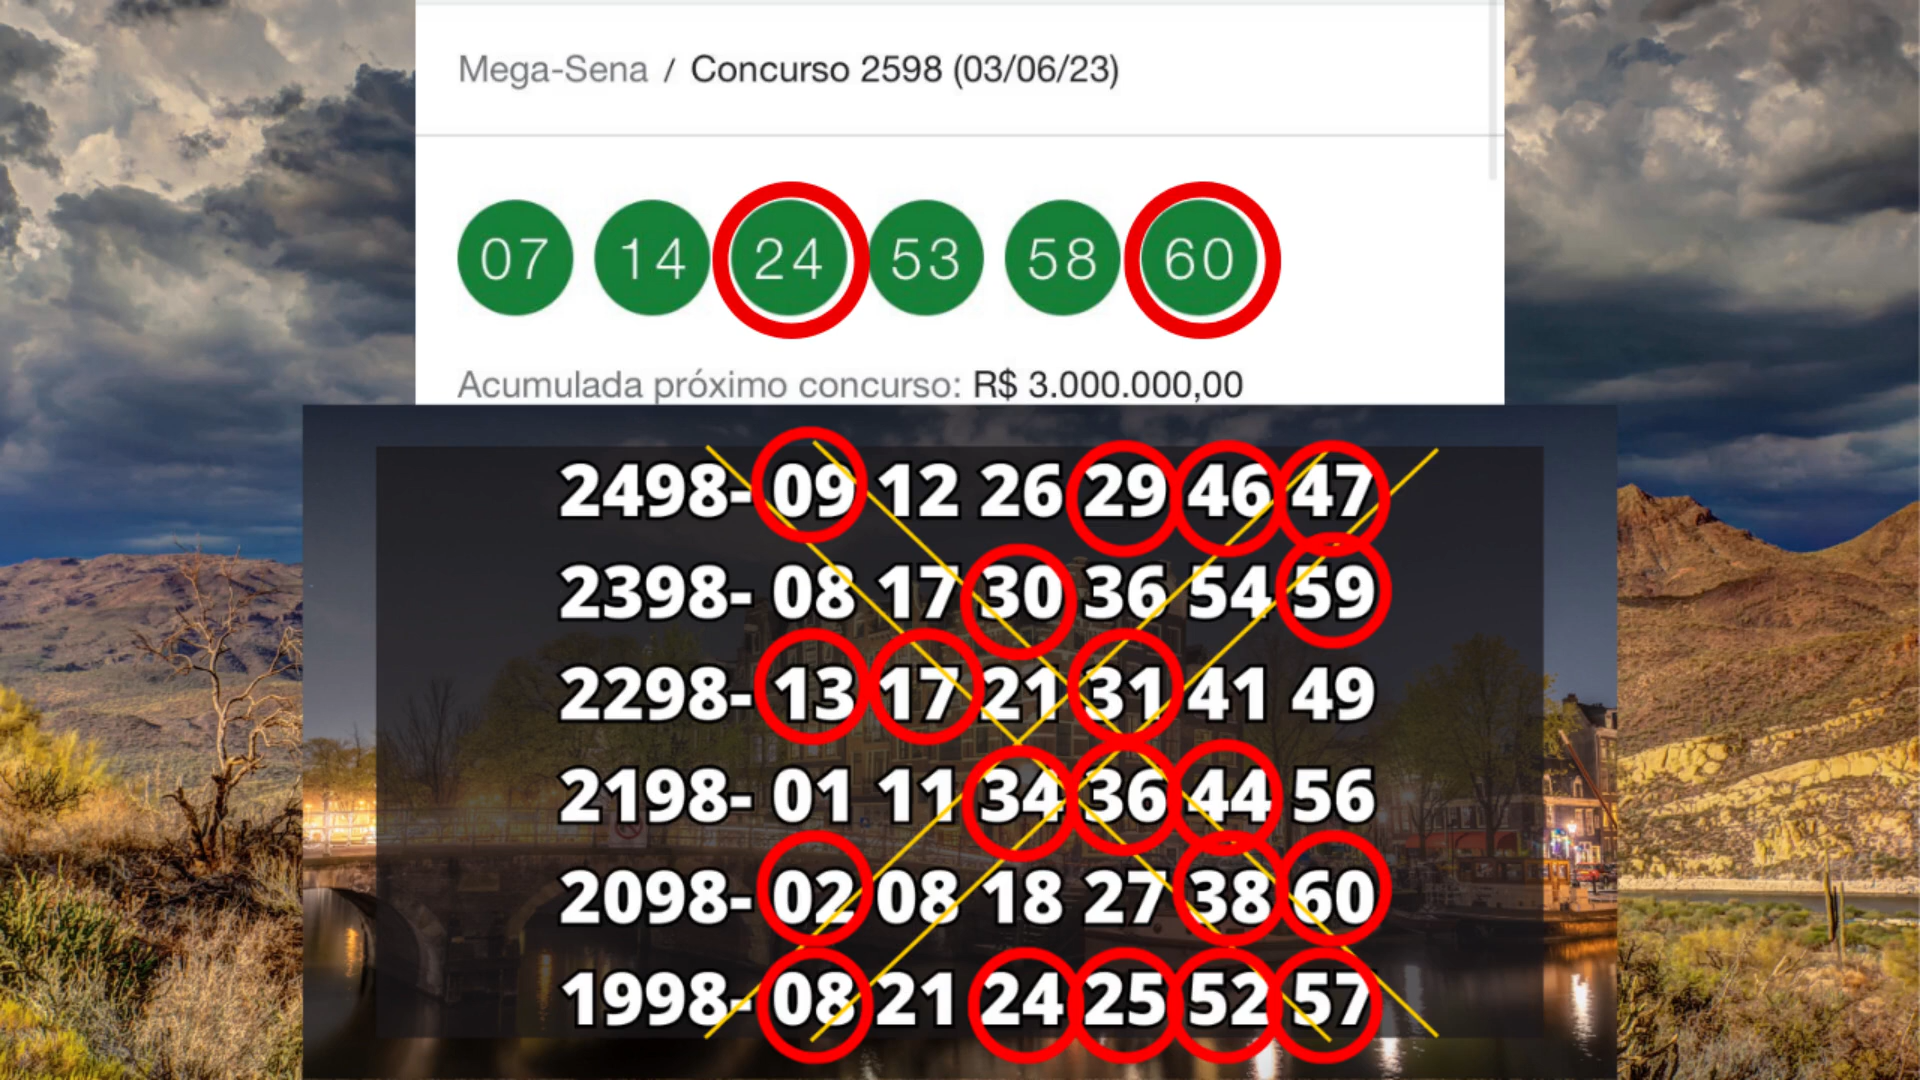 Mega-Sena / Concurso 2598 (03/06/23)
07 14 24 53 58 60
Acumulada próximo concurso: R$ 3.000.000,00
2498- 09 12 26 29 46 47
2398- 08 17 30 36 54 59
2298- 13 17 21 31 41 49
2198- 01 11 34 36 44 56
2098- 02 08 18 27 38 60
1998- 08 21 24 25 52 57